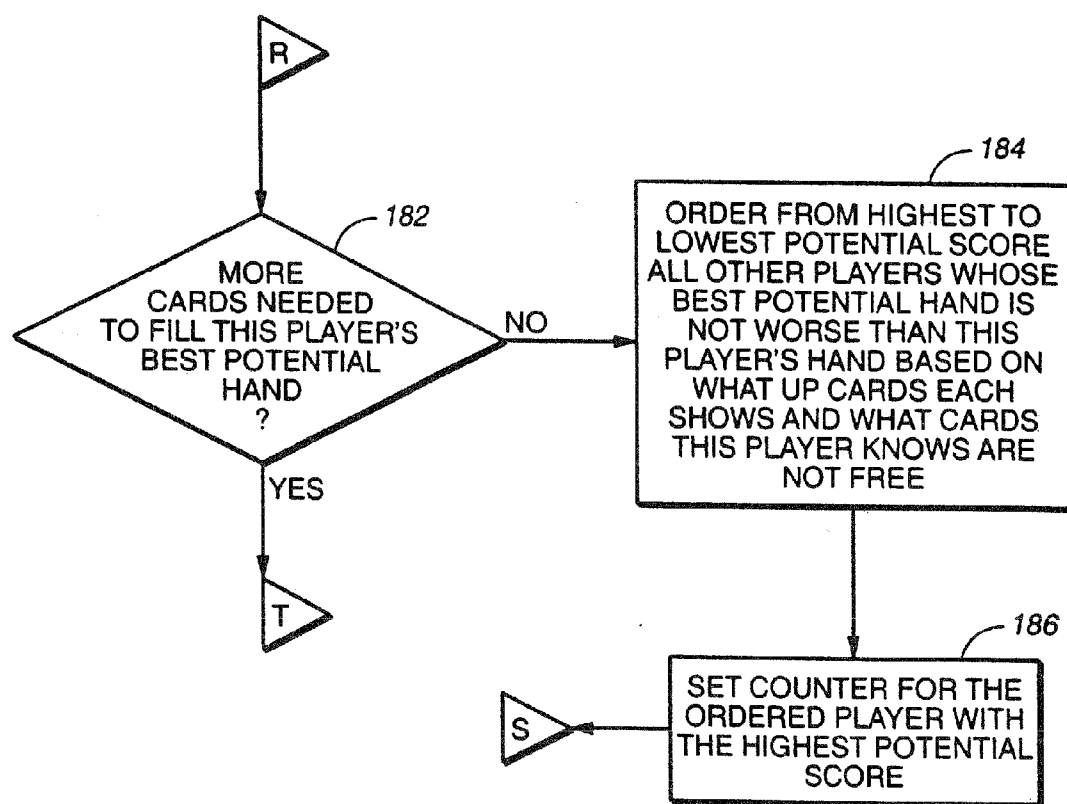 R
182
MORE
CARDS NEEDED
TO FILL THIS PLAYER'S
BEST POTENTIAL
HAND
?
NO
YES
T
184
ORDER FROM HIGHEST TO
LOWEST POTENTIAL SCORE
ALL OTHER PLAYERS WHOSE
BEST POTENTIAL HAND IS
NOT WORSE THAN THIS
PLAYER'S HAND BASED ON
WHAT UP CARDS EACH
SHOWS AND WHAT CARDS
THIS PLAYER KNOWS ARE
NOT FREE
186
SET COUNTER FOR THE
ORDERED PLAYER WITH
THE HIGHEST POTENTIAL
SCORE
S